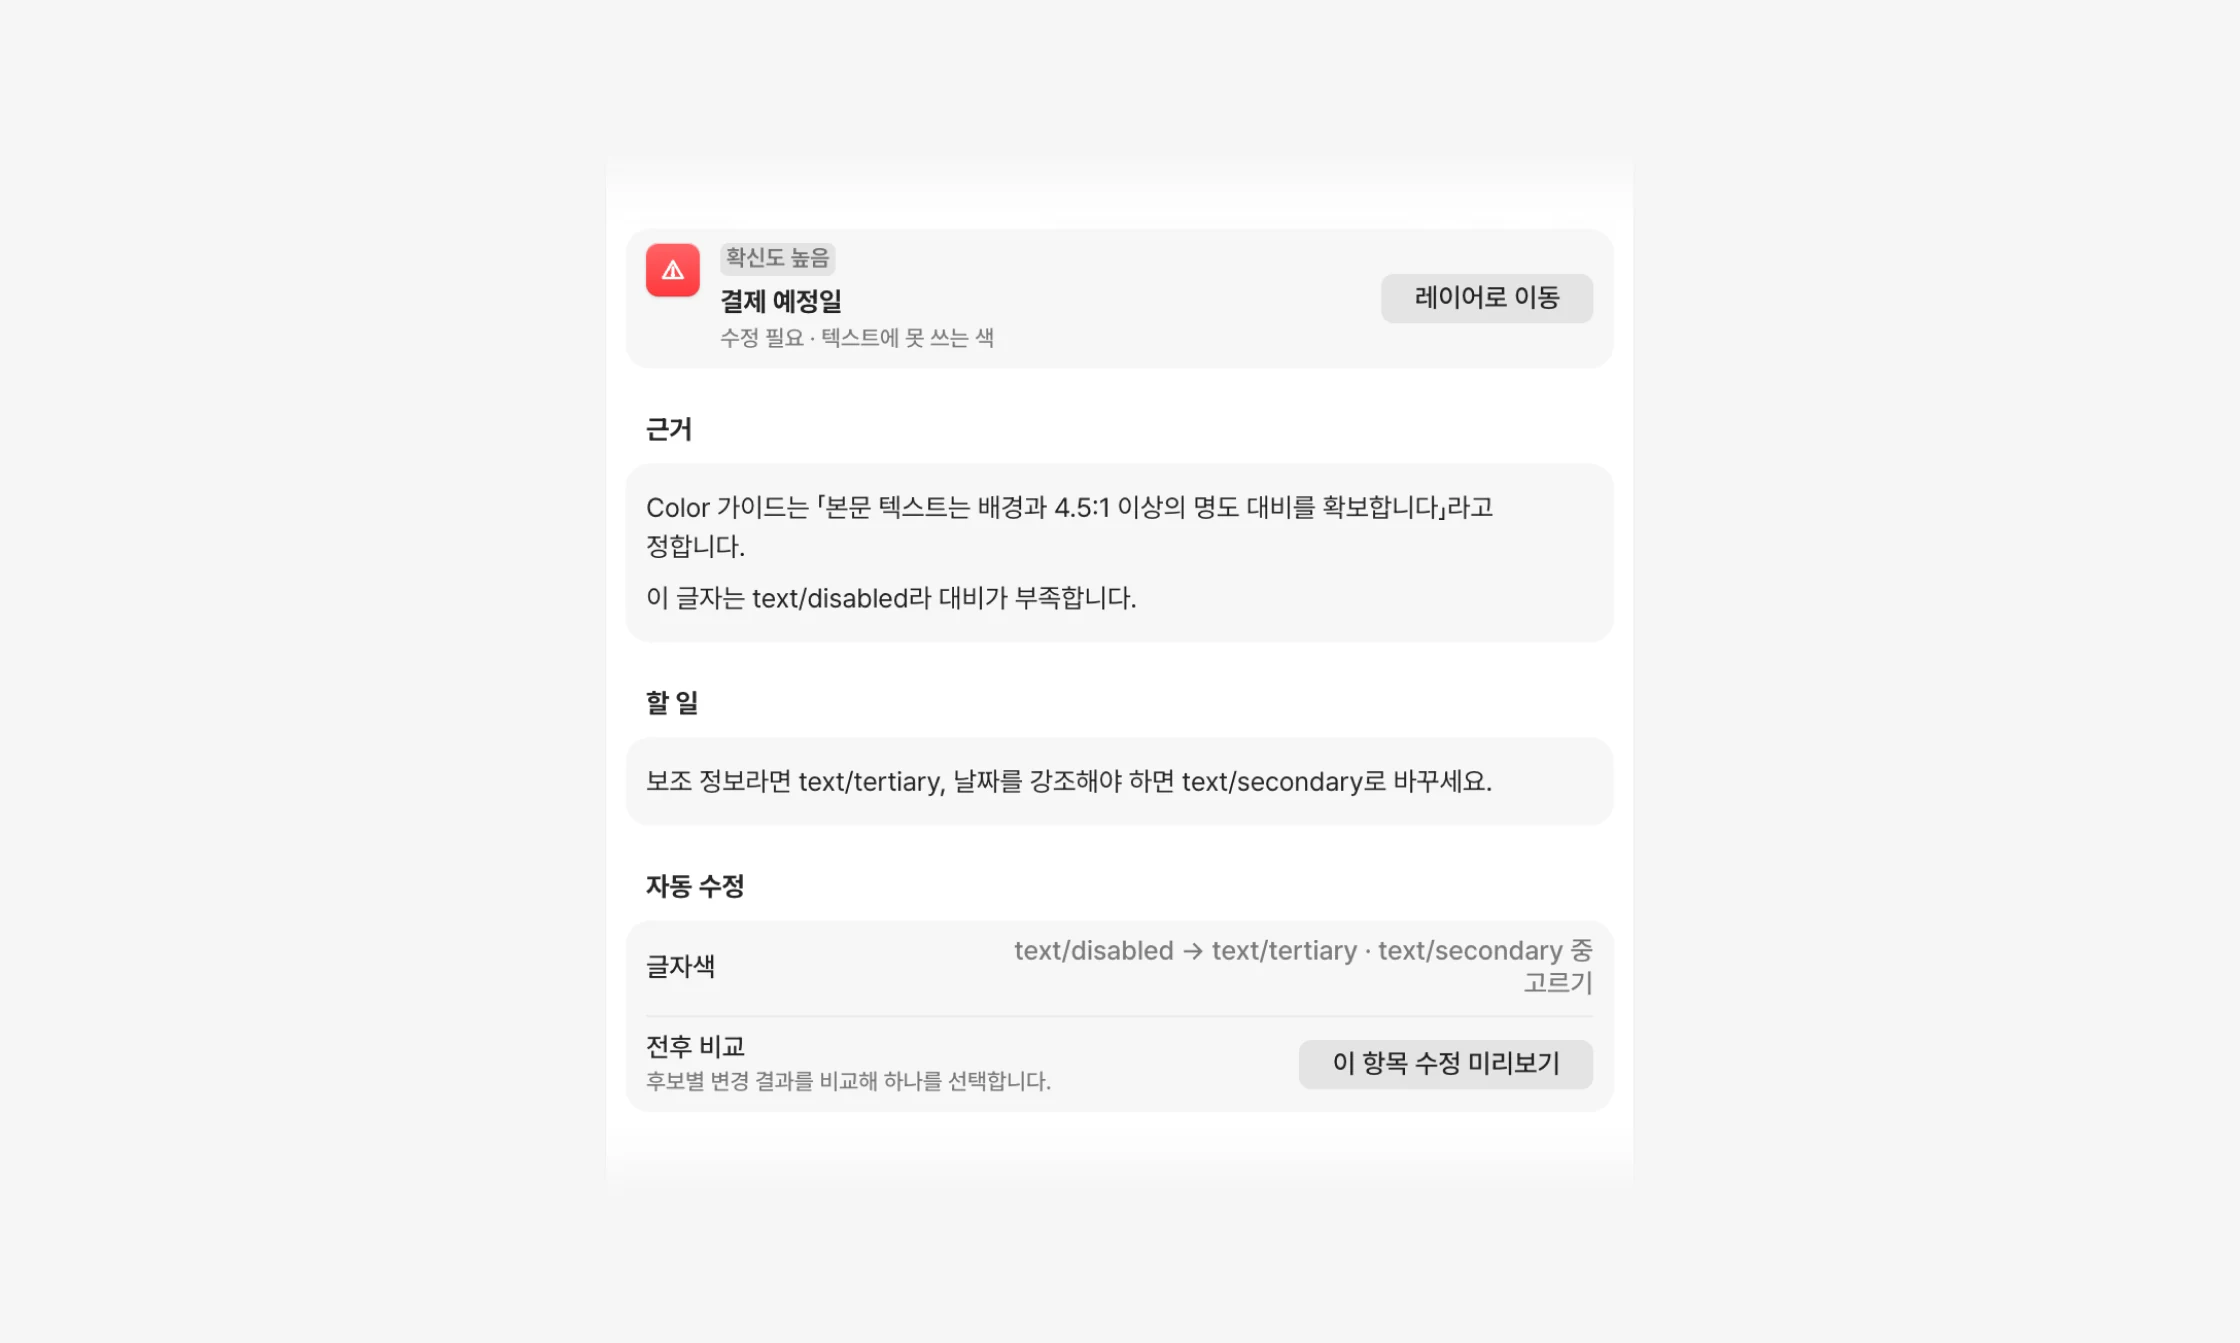 확신도 높음
결제 예정일
수정 필요 · 텍스트에 못 쓰는 색
레이어로 이동
근거
Color 가이드는 「본문 텍스트는 배경과 4.5:1 이상의 명도 대비를 확보합니다」라고
정합니다.
이 글자는 text/disabled라 대비가 부족합니다.
할 일
보조 정보라면 text/tertiary, 날짜를 강조해야 하면 text/secondary로 바꾸세요.
자동 수정
글자색
text/disabled → text/tertiary · text/secondary 중
고르기
전후 비교
후보별 변경 결과를 비교해 하나를 선택합니다.
이 항목 수정 미리보기